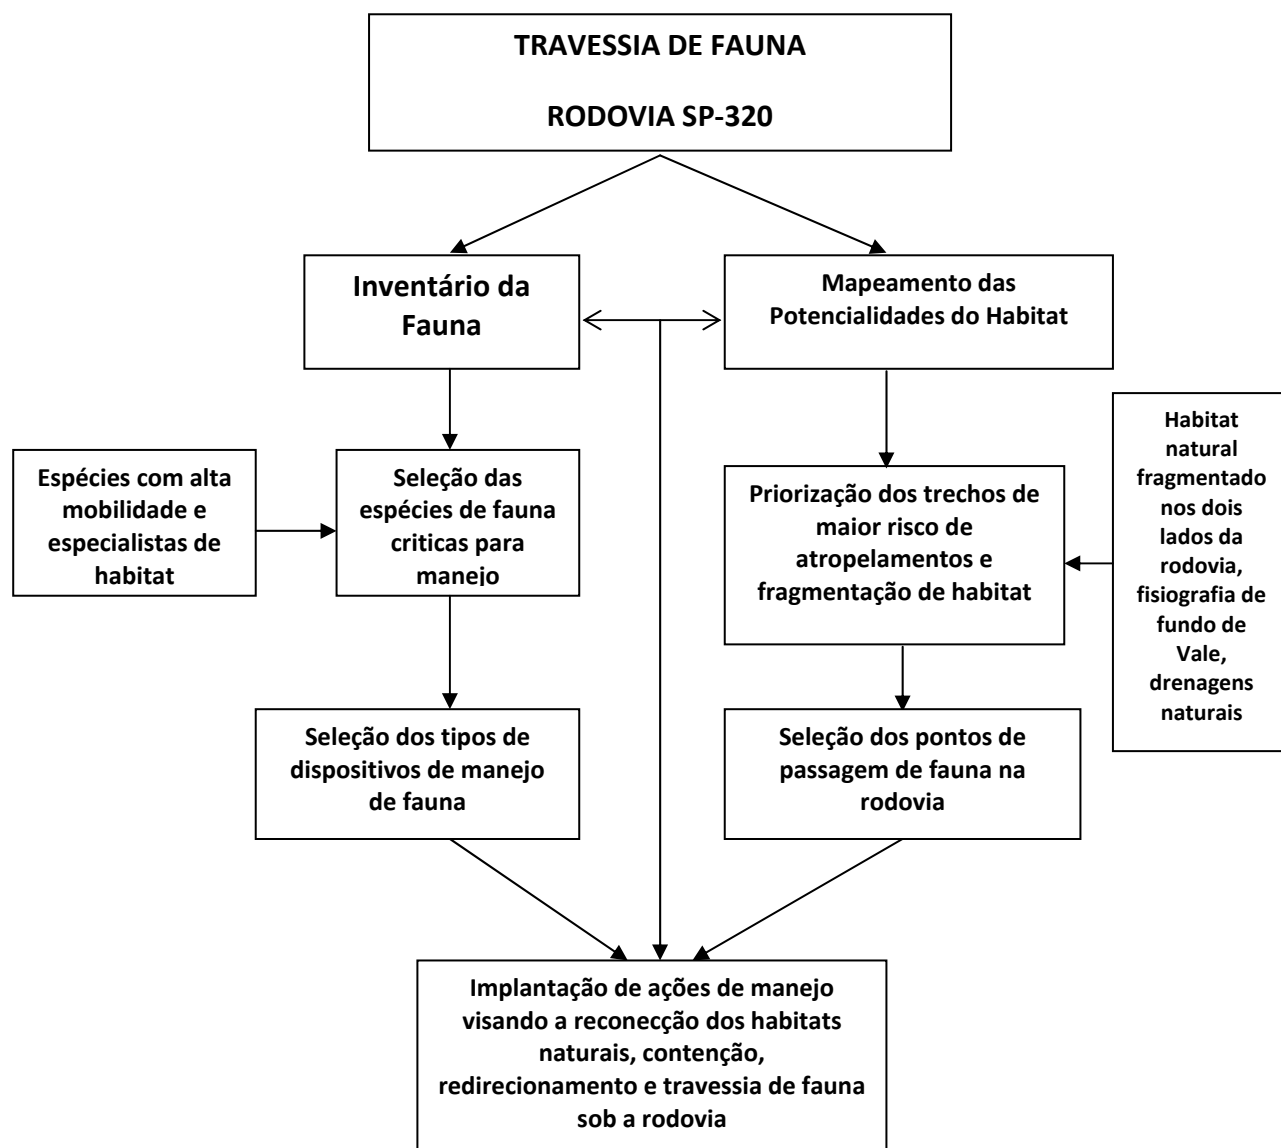 TRAVESSIA DE FAUNA
RODOVIA SP-320
Inventário da
Fauna
Mapeamento das
Potencialidades do Habitat
Espécies com alta
mobilidade e
especialistas de
habitat
Seleção das
espécies de fauna
criticas para
manejo
Priorização dos trechos de
maior risco de
atropelamentos e
fragmentação de habitat
Habitat
natural
fragmentado
nos dois
lados da
rodovia,
fisiografia de
fundo de
Vale,
drenagens
naturais
Seleção dos tipos de
dispositivos de manejo
de fauna
Seleção dos pontos de
passagem de fauna na
rodovia
Implantação de ações de manejo
visando a reconecção dos habitats
naturais, contenção,
redirecionamento e travessia de fauna
sob a rodovia